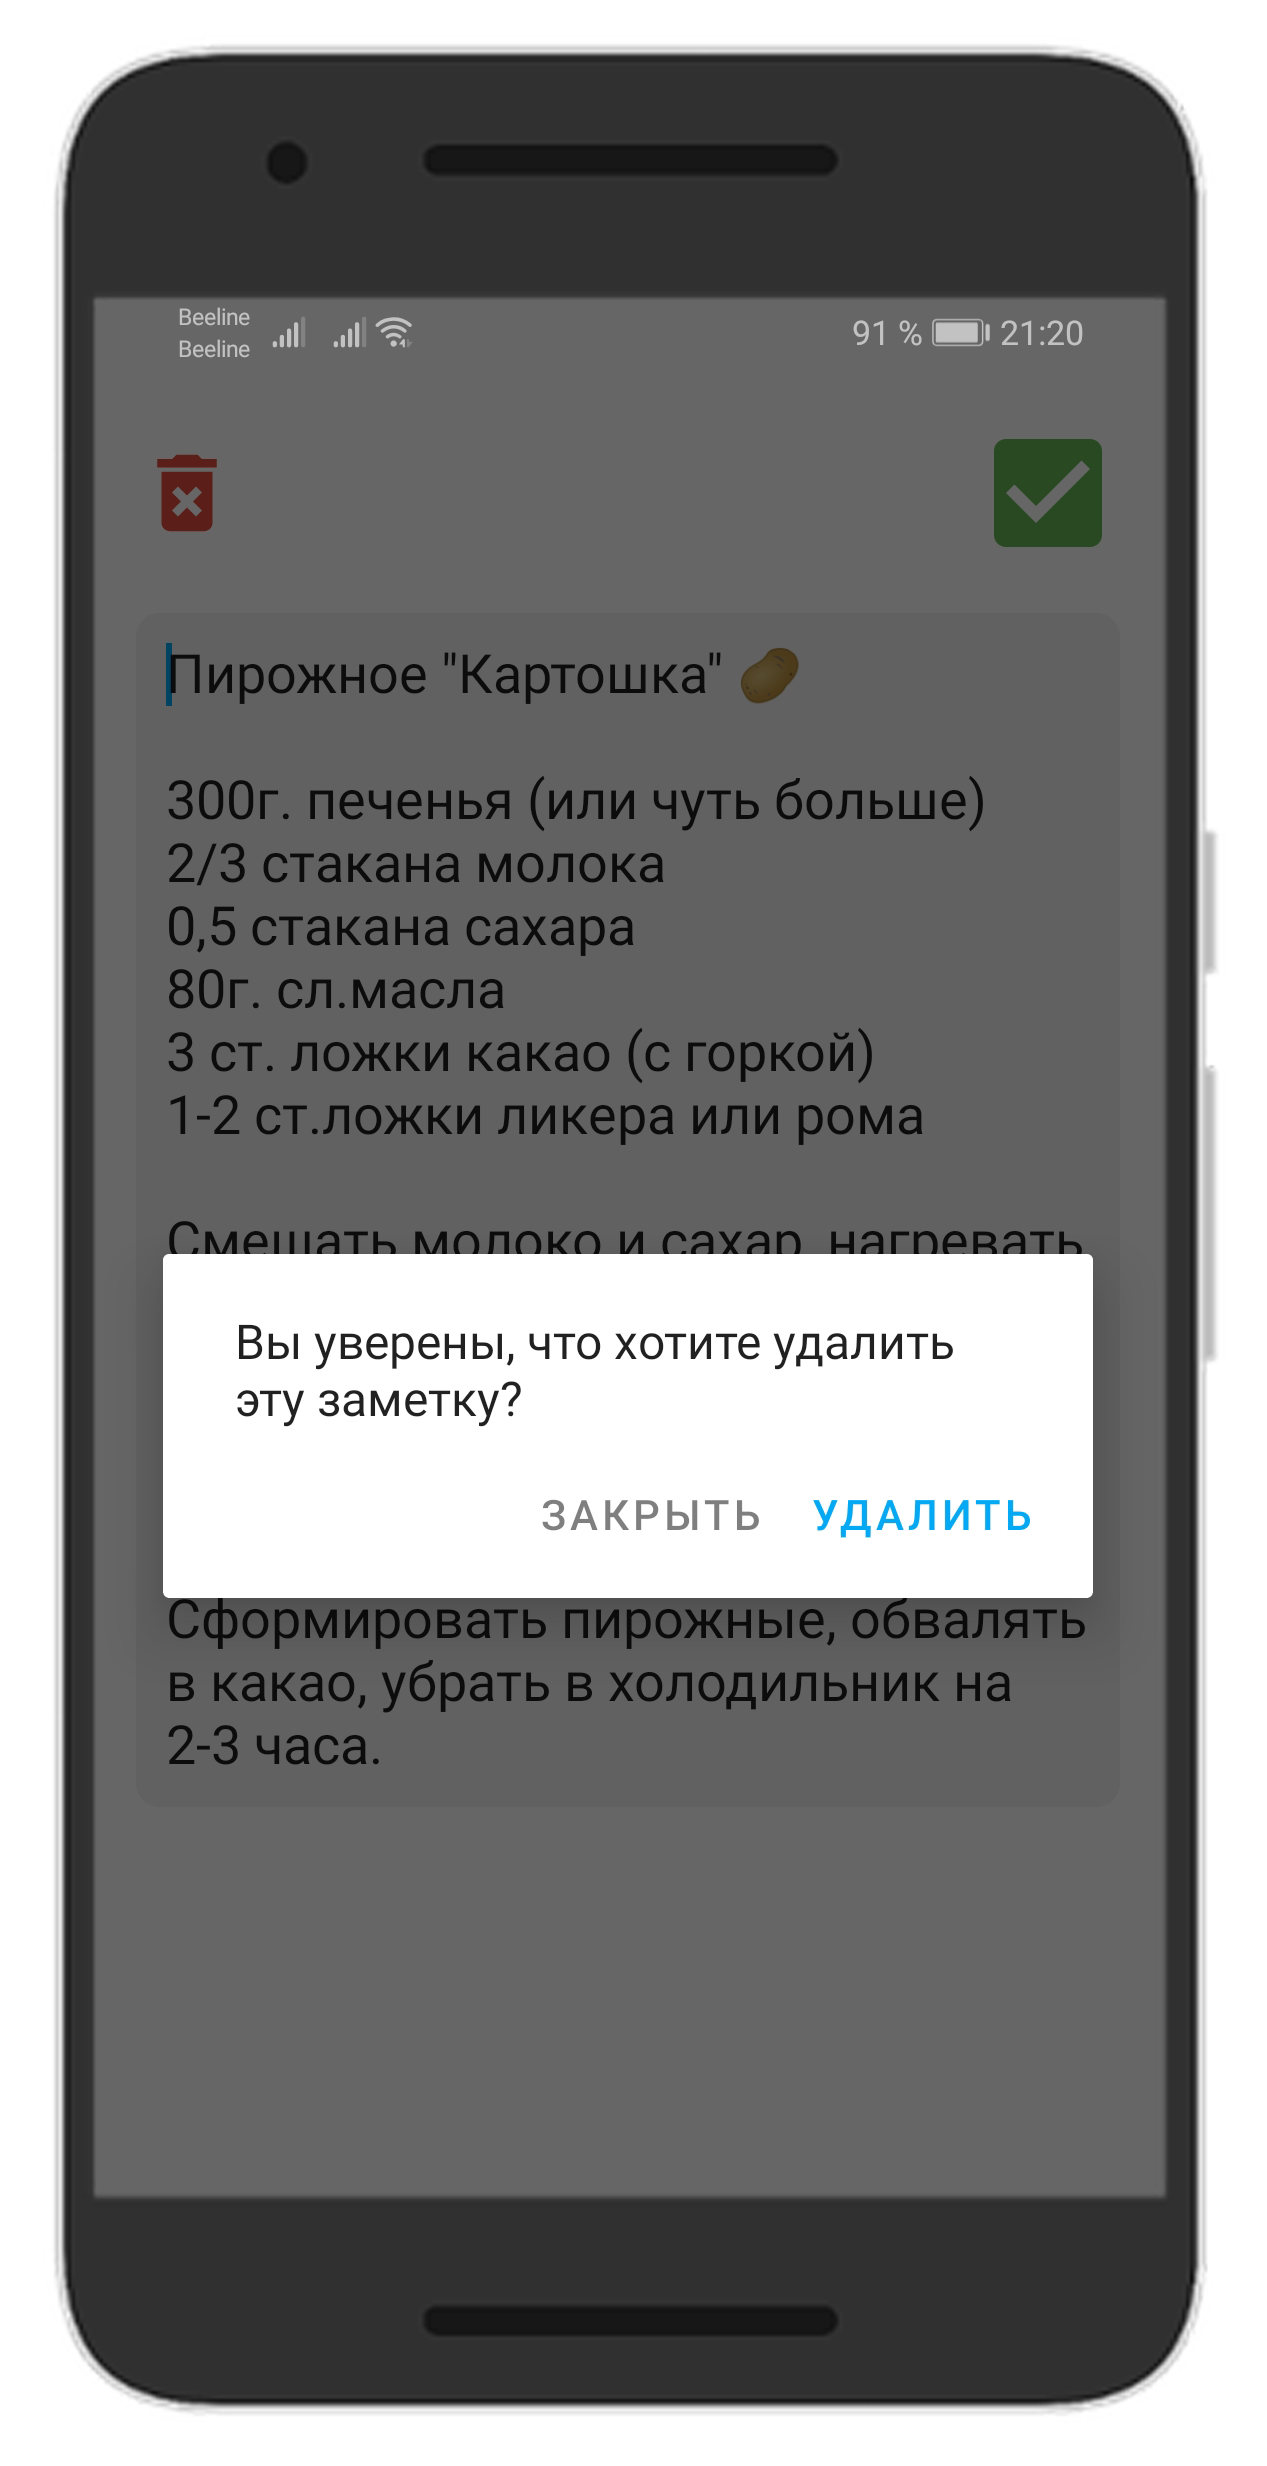 Beeline
Beeline
91 % 21:20
Пирожное "Картошка" 🥔
300г. печенья (или чуть больше)
2/3 стакана молока
0,5 стакана сахара
80г. сл.масла
3 ст. ложки какао (с горкой)
1-2 ст.ложки ликера или рома
Смешать молоко и сахар, нагревать
Вы уверены, что хотите удалить
эту заметку?
ЗАКРЫТЬ УДАЛИТЬ
Сформировать пирожные, обвалять
в какао, убрать в холодильник на
2-3 часа.